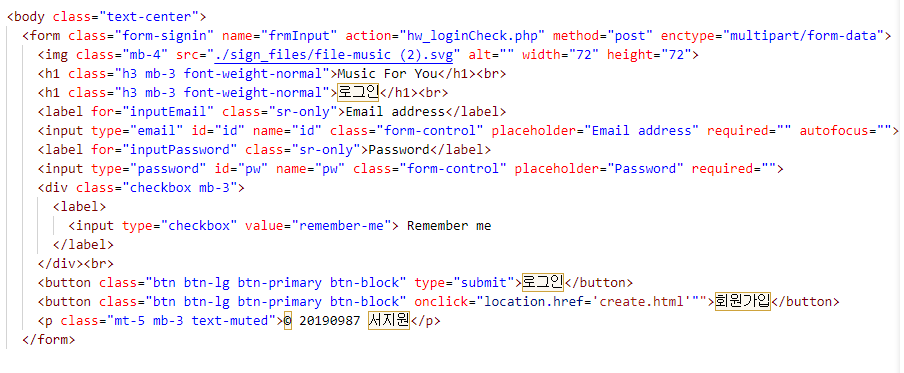 <body class="text-center">
<form class="form-signin" name="frmInput" action="hw_loginCheck.php" method="post" enctype="multipart/form-data">
<img class="mb-4" src="./sign_files/file-music (2).svg" alt="" width="72" height="72">
<h1 class="h3 mb-3 font-weight-normal">Music For You</h1><br>
<h1 class="h3 mb-3 font-weight-normal">로그인</h1><br>
<label for="inputEmail" class="sr-only">Email address</label>
<input type="email" id="id" name="id" class="form-control" placeholder="Email address" required="" autofocus="">
<label for="inputPassword" class="sr-only">Password</label>
<input type="password" id="pw" name="pw" class="form-control" placeholder="Password" required="">
<div class="checkbox mb-3">
<label>
<input type="checkbox" value="remember-me"> Remember me
</label>
</div><br>
<button class="btn btn-lg btn-primary btn-block" type="submit">로그인</button>
<button class="btn btn-lg btn-primary btn-block" onclick="location.href='create.html'"">회원가입</button>
<p class="mt-5 mb-3 text-muted">© 20190987 서지원</p>
</form>